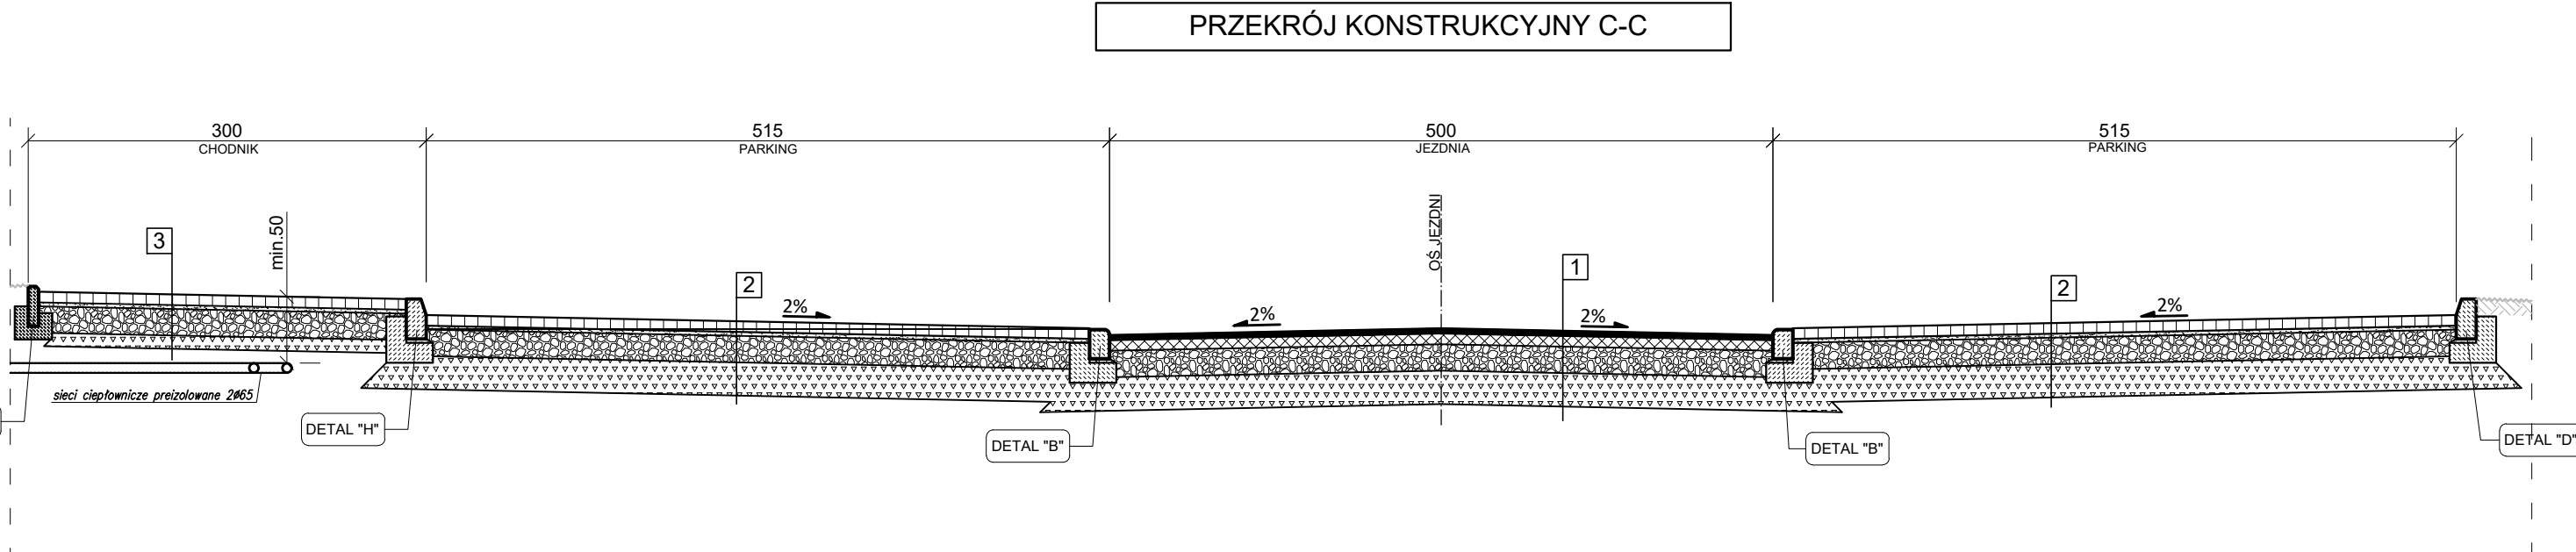 PRZEKRÓJ KONSTRUKCYJNY C-C
300
CHODNIK
515
PARKING
500
JEZDNIA
515
PARKING
3
min.50
2
2%
2%
OŚ JEZDNI
1
2%
2
2%
sieci ciepłownicze preizolowane 2ø65
DETAL "H"
DETAL "B"
DETAL "B"
DETAL "D"